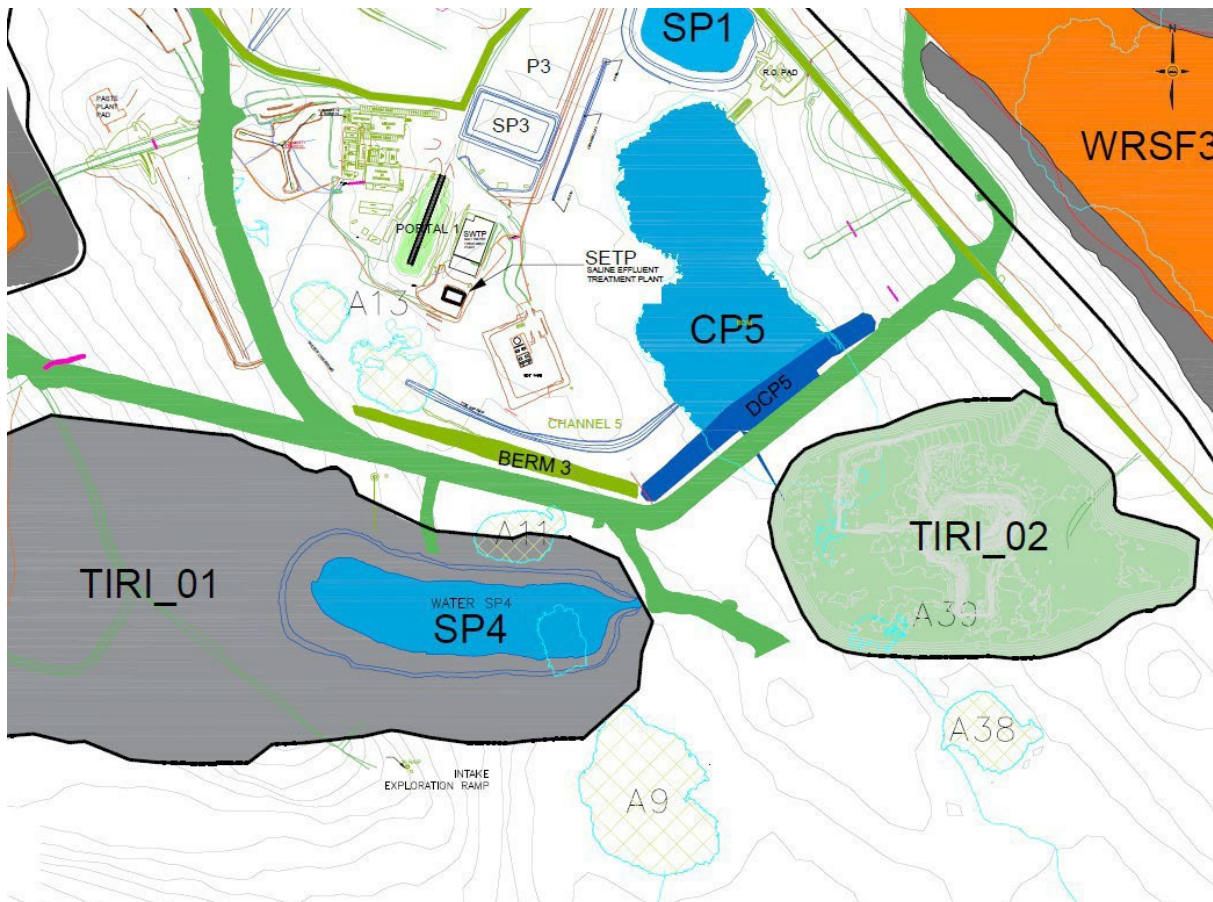 SP1
N
P3
R.O. PAD
PASTE
PLANT
PAD
SP3
WRSF3
PORTAL 1
SWTP
SETP
SALINE EFFLUENT
TREATMENT PLANT
A13
CP5
DCP5
CHANNEL 5
BERM 3
A11
TIRI_02
TIRI_01
WATER SP4
SP4
A39
A38
INTAKE
EXPLORATION RAMP
A9